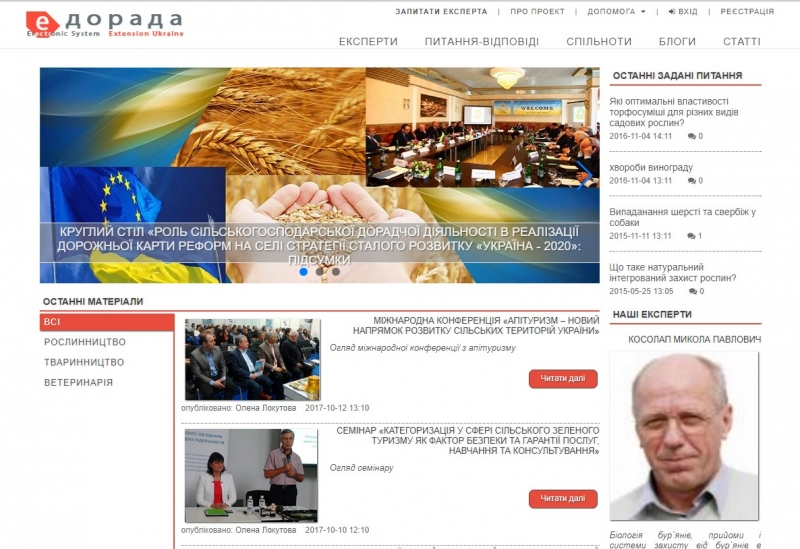 е дорада
Electronic System Extension Ukraine
ЗАПИТАТИ ЕКСПЕРТА | ПРО ПРОЕКТ | ДОПОМОГА | ВХІД | РЕЄСТРАЦІЯ
ЕКСПЕРТИ ПИТАННЯ-ВІДПОВІДІ СПІЛЬНОТИ БЛОГИ СТАТТІ
WELCOME
КРУГЛИЙ СТІЛ «РОЛЬ СІЛЬСЬКОГОСПОДАРСЬКОЇ ДОРАДЧОЇ ДІЯЛЬНОСТІ В РЕАЛІЗАЦІЇ
ДОРОЖНЬОЇ КАРТИ РЕФОРМ НА СЕЛІ СТРАТЕГІЇ СТАЛОГО РОЗВИТКУ «УКРАЇНА - 2020»:
ПІДСУМКИ
ОСТАННІ МАТЕРІАЛИ
ВСІ
РОСЛИННИЦТВО
ТВАРИННИЦТВО
ВЕТЕРИНАРІЯ
МІЖНАРОДНА КОНФЕРЕНЦІЯ «АПІТУРИЗМ – НОВИЙ
НАПРЯМОК РОЗВИТКУ СІЛЬСЬКИХ ТЕРИТОРІЙ УКРАЇНИ»
Огляд міжнародної конференції з апітуризму
Читати далі
опубліковано: Олена Локутова 2017-10-12 13:10
СЕМІНАР «КАТЕГОРИЗАЦІЯ У СФЕРІ СІЛЬСЬКОГО ЗЕЛЕНОГО
ТУРИЗМУ ЯК ФАКТОР БЕЗПЕКИ ТА ГАРАНТІЇ ПОСЛУГ,
НАВЧАННЯ ТА КОНСУЛЬТУВАННЯ»
Огляд семінару
Читати далі
опубліковано: Олена Локутова 2017-10-10 12:10
ОСТАННІ ЗАДАНІ ПИТАННЯ
Які оптимальні властивості
торфосуміші для різних видів
садових рослин?
2016-11-04 14:11 0
хвороби винограду
2016-11-04 13:11 0
Випаданання шерсті та свербіж у
собаки
2015-11-11 13:11 1
Що таке натуральний
інтегрований захист рослин?
2015-05-25 13:05 0
НАШІ ЕКСПЕРТИ
КОСОЛАП МИКОЛА ПАВЛОВИЧ
Біологія бур`янів, прийоми і
системи захисту від бур`янів в